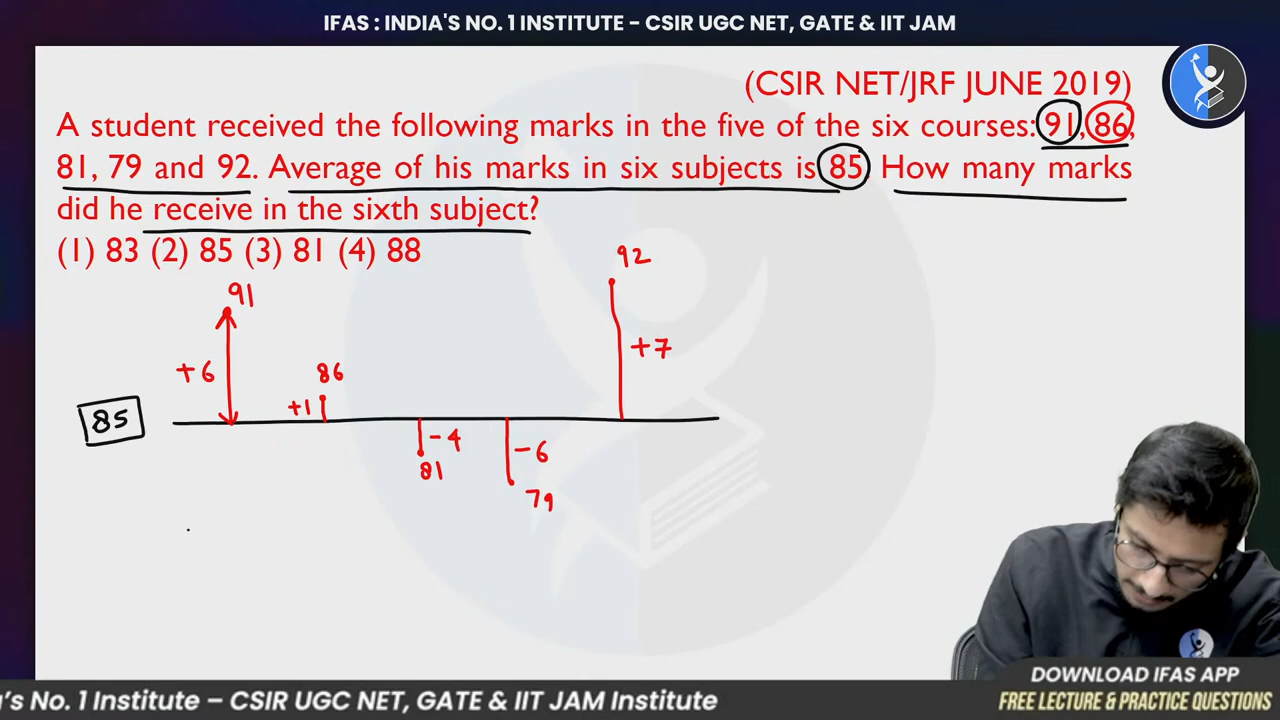 IFAS : INDIA'S NO. 1 INSTITUTE – CSIR UGC NET, GATE & IIT JAM
(CSIR NET/JRF JUNE 2019)
A student received the following marks in the five of the six courses: 91, 86,
81, 79 and 92. Average of his marks in six subjects is 85 How many marks
did he receive in the sixth subject?
(1) 83 (2) 85 (3) 81 (4) 88
92
91
+7
+6
86
+1
85
-4
-6
81
79
DOWNLOAD IFAS APP
FREE LECTURE & PRACTICE QUESTIONS
a's No. 1 Institute – CSIR UGC NET, GATE & IIT JAM Institute